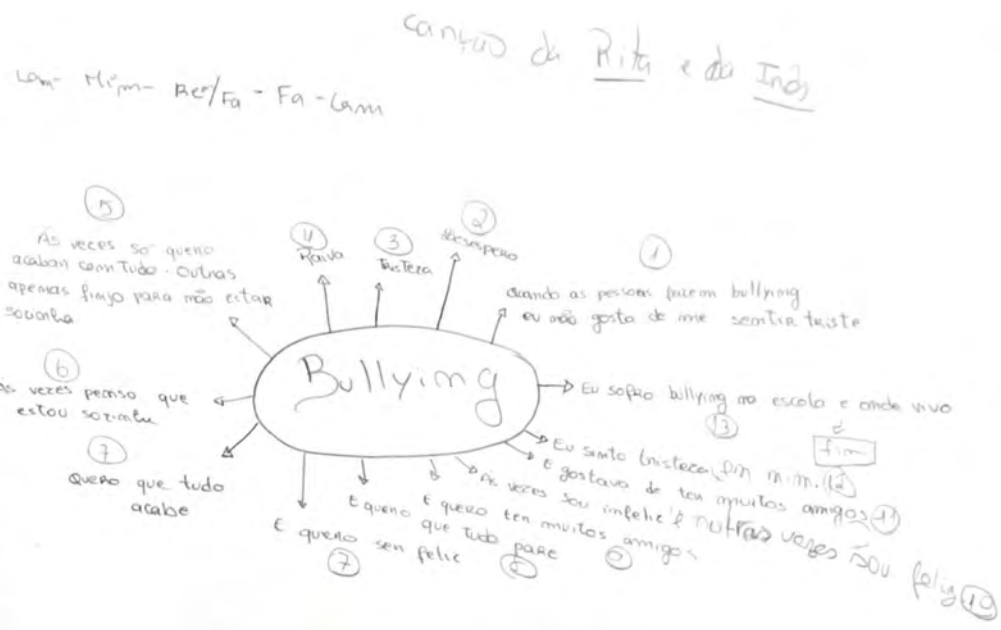 Canção da Rita e da Inês
Lam- Mim- Re/Fa - Fa - Lam
5
Às veces só quero
acabar com tudo. Outras
apenas finjo para não estar
sozinha
4
Raiva
3
Tristeza
2
Desespero
1
Quando as pessoas fazem bullying
eu não gosto de me sentir triste
Bullying
6
Às vezes penso que
estou sozinha
7
Quero que tudo
acabe
Eu sofro bullying na escola e onde vivo
13
fim
Eu sinto tristeza em mim. 12
E gostava de ter muitos amigos 11
Às vezes sou infeliz e noutras vezes sou feliz 10
E quero ter muitos amigos
9
E quero que tudo pare
8
E quero ser feliz
7